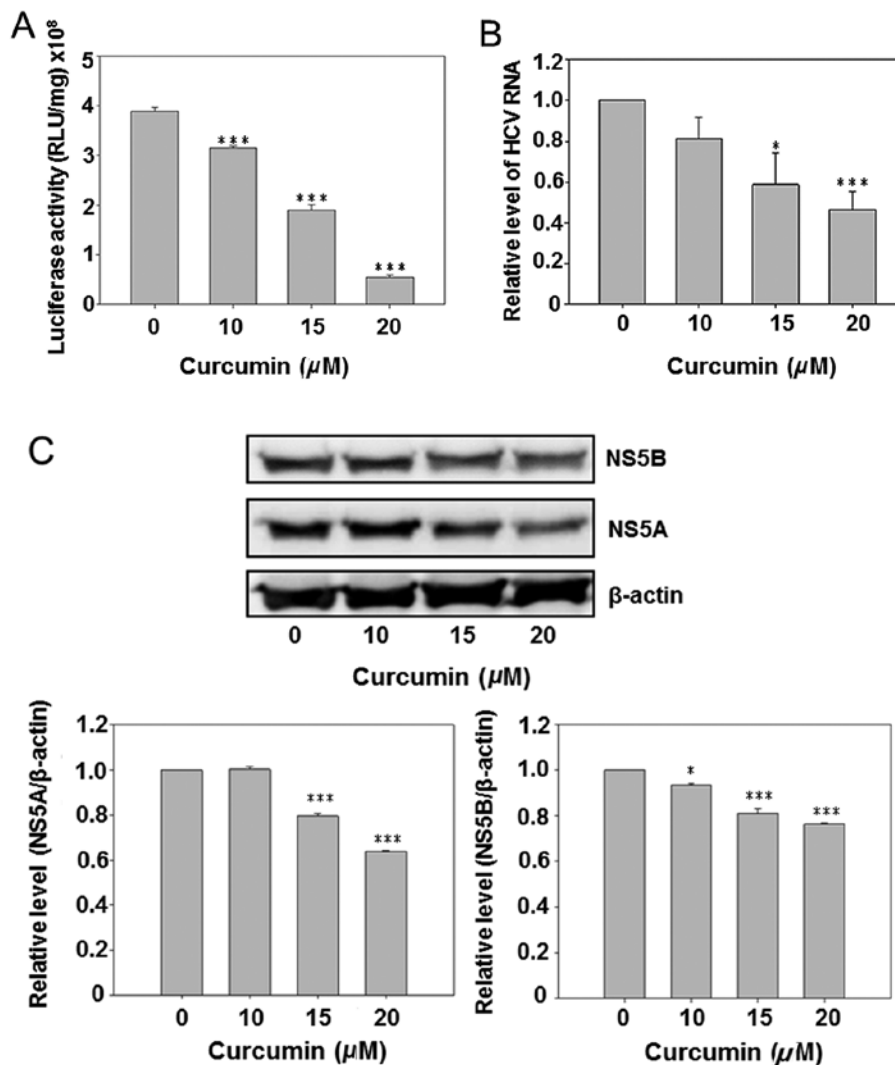 A
Luciferase activity (RLU/mg) x10⁸
5
4
3
2
1
0
***
***
***
0 10 15 20
Curcumin (µM)
B
Relative level of HCV RNA
1.2
1.0
0.8
0.6
0.4
0.2
0
*
***
0 10 15 20
Curcumin (µM)
C
NS5B
NS5A
β-actin
0 10 15 20
Curcumin (µM)
Relative level (NS5A/β-actin)
1.2
1.0
0.8
0.6
0.4
0.2
0
***
***
0 10 15 20
Curcumin (µM)
Relative level (NS5B/β-actin)
1.2
1.0
0.8
0.6
0.4
0.2
0
*
***
***
0 10 15 20
Curcumin (µM)